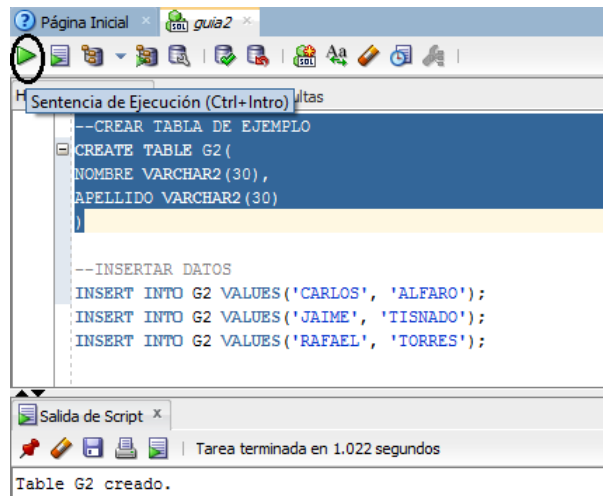 Página Inicial guia2
Sentencia de Ejecución (Ctrl+Intro)
--CREAR TABLA DE EJEMPLO
CREATE TABLE G2(
NOMBRE VARCHAR2(30),
APELLIDO VARCHAR2(30)
)
--INSERTAR DATOS
INSERT INTO G2 VALUES('CARLOS', 'ALFARO');
INSERT INTO G2 VALUES('JAIME', 'TISNADO');
INSERT INTO G2 VALUES('RAFAEL', 'TORRES');
Salida de Script
Tarea terminada en 1.022 segundos
Table G2 creado.